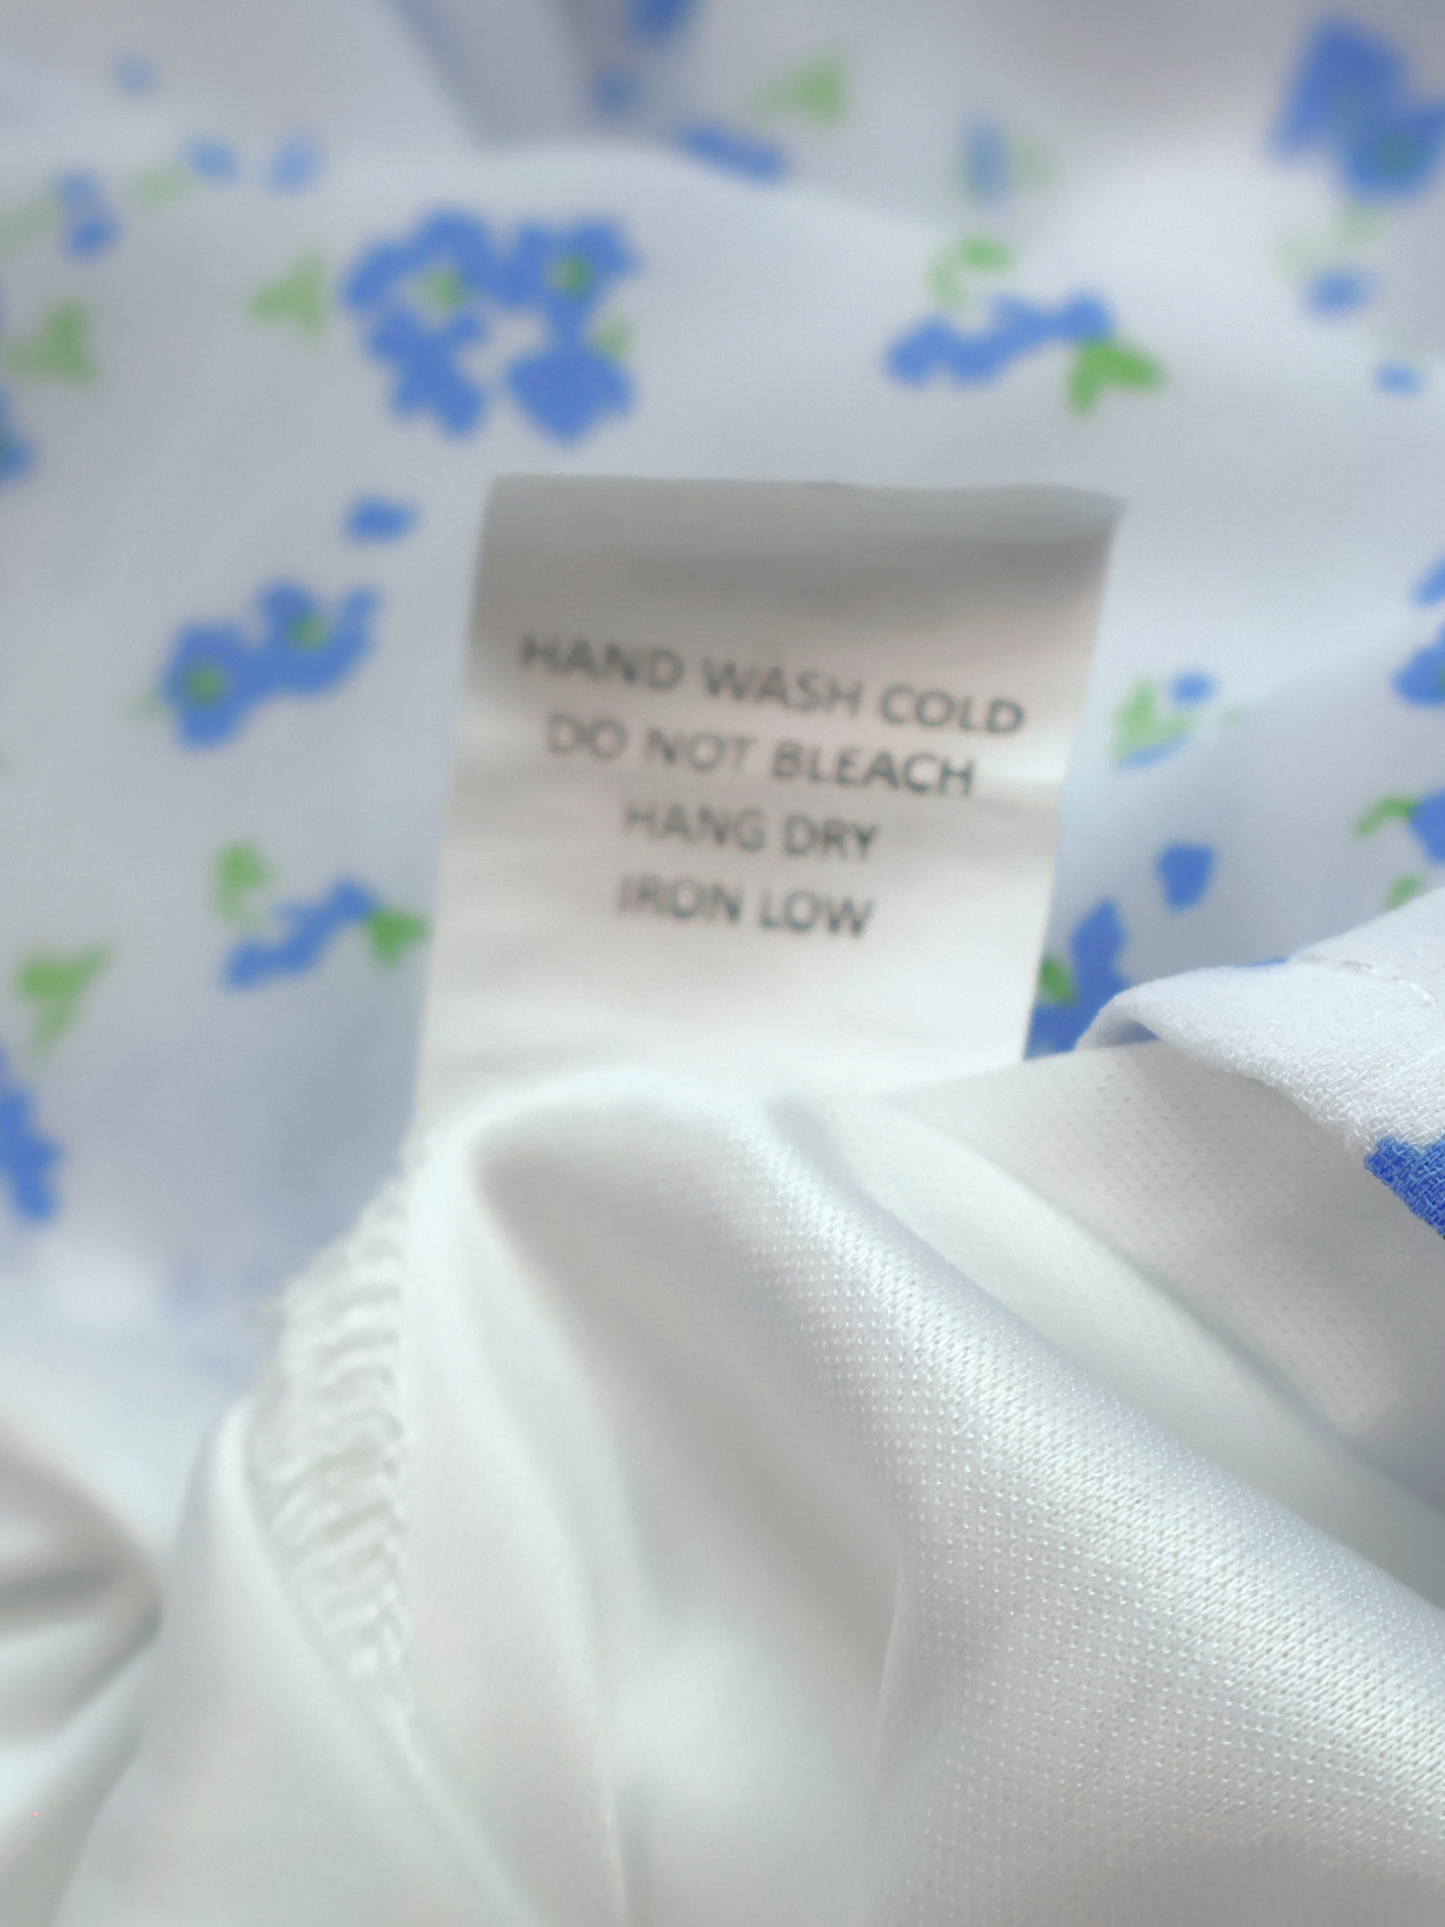 HAND WASH COLD
DO NOT BLEACH
HANG DRY
IRON LOW